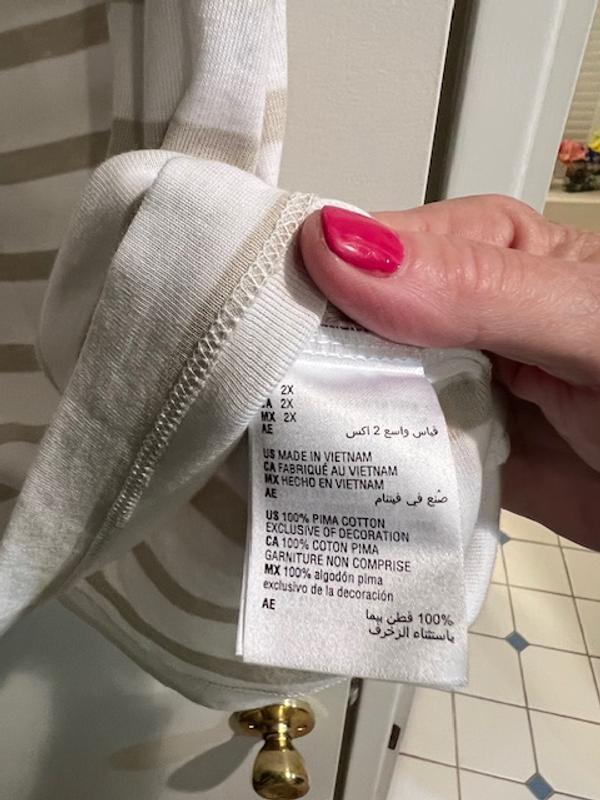 2X
CA 2X
MX 2X
AE
قياس واسع 2 اكس
US MADE IN VIETNAM
CA FABRIQUÉ AU VIETNAM
MX HECHO EN VIETNAM
AE
صُنع في فيتنام
US 100% PIMA COTTON
EXCLUSIVE OF DECORATION
CA 100% COTON PIMA
GARNITURE NON COMPRISE
MX 100% algodón pima
exclusivo de la decoración
AE
100% قطن بيما
باستثناء الزخرف